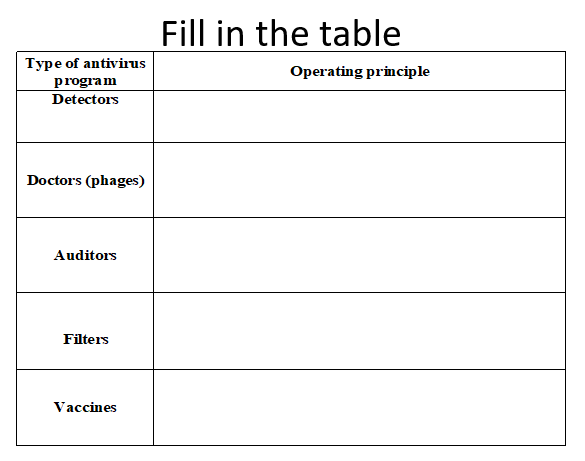 Fill in the table
Type of antivirus
program
Operating principle
Detectors
Doctors (phages)
Auditors
Filters
Vaccines